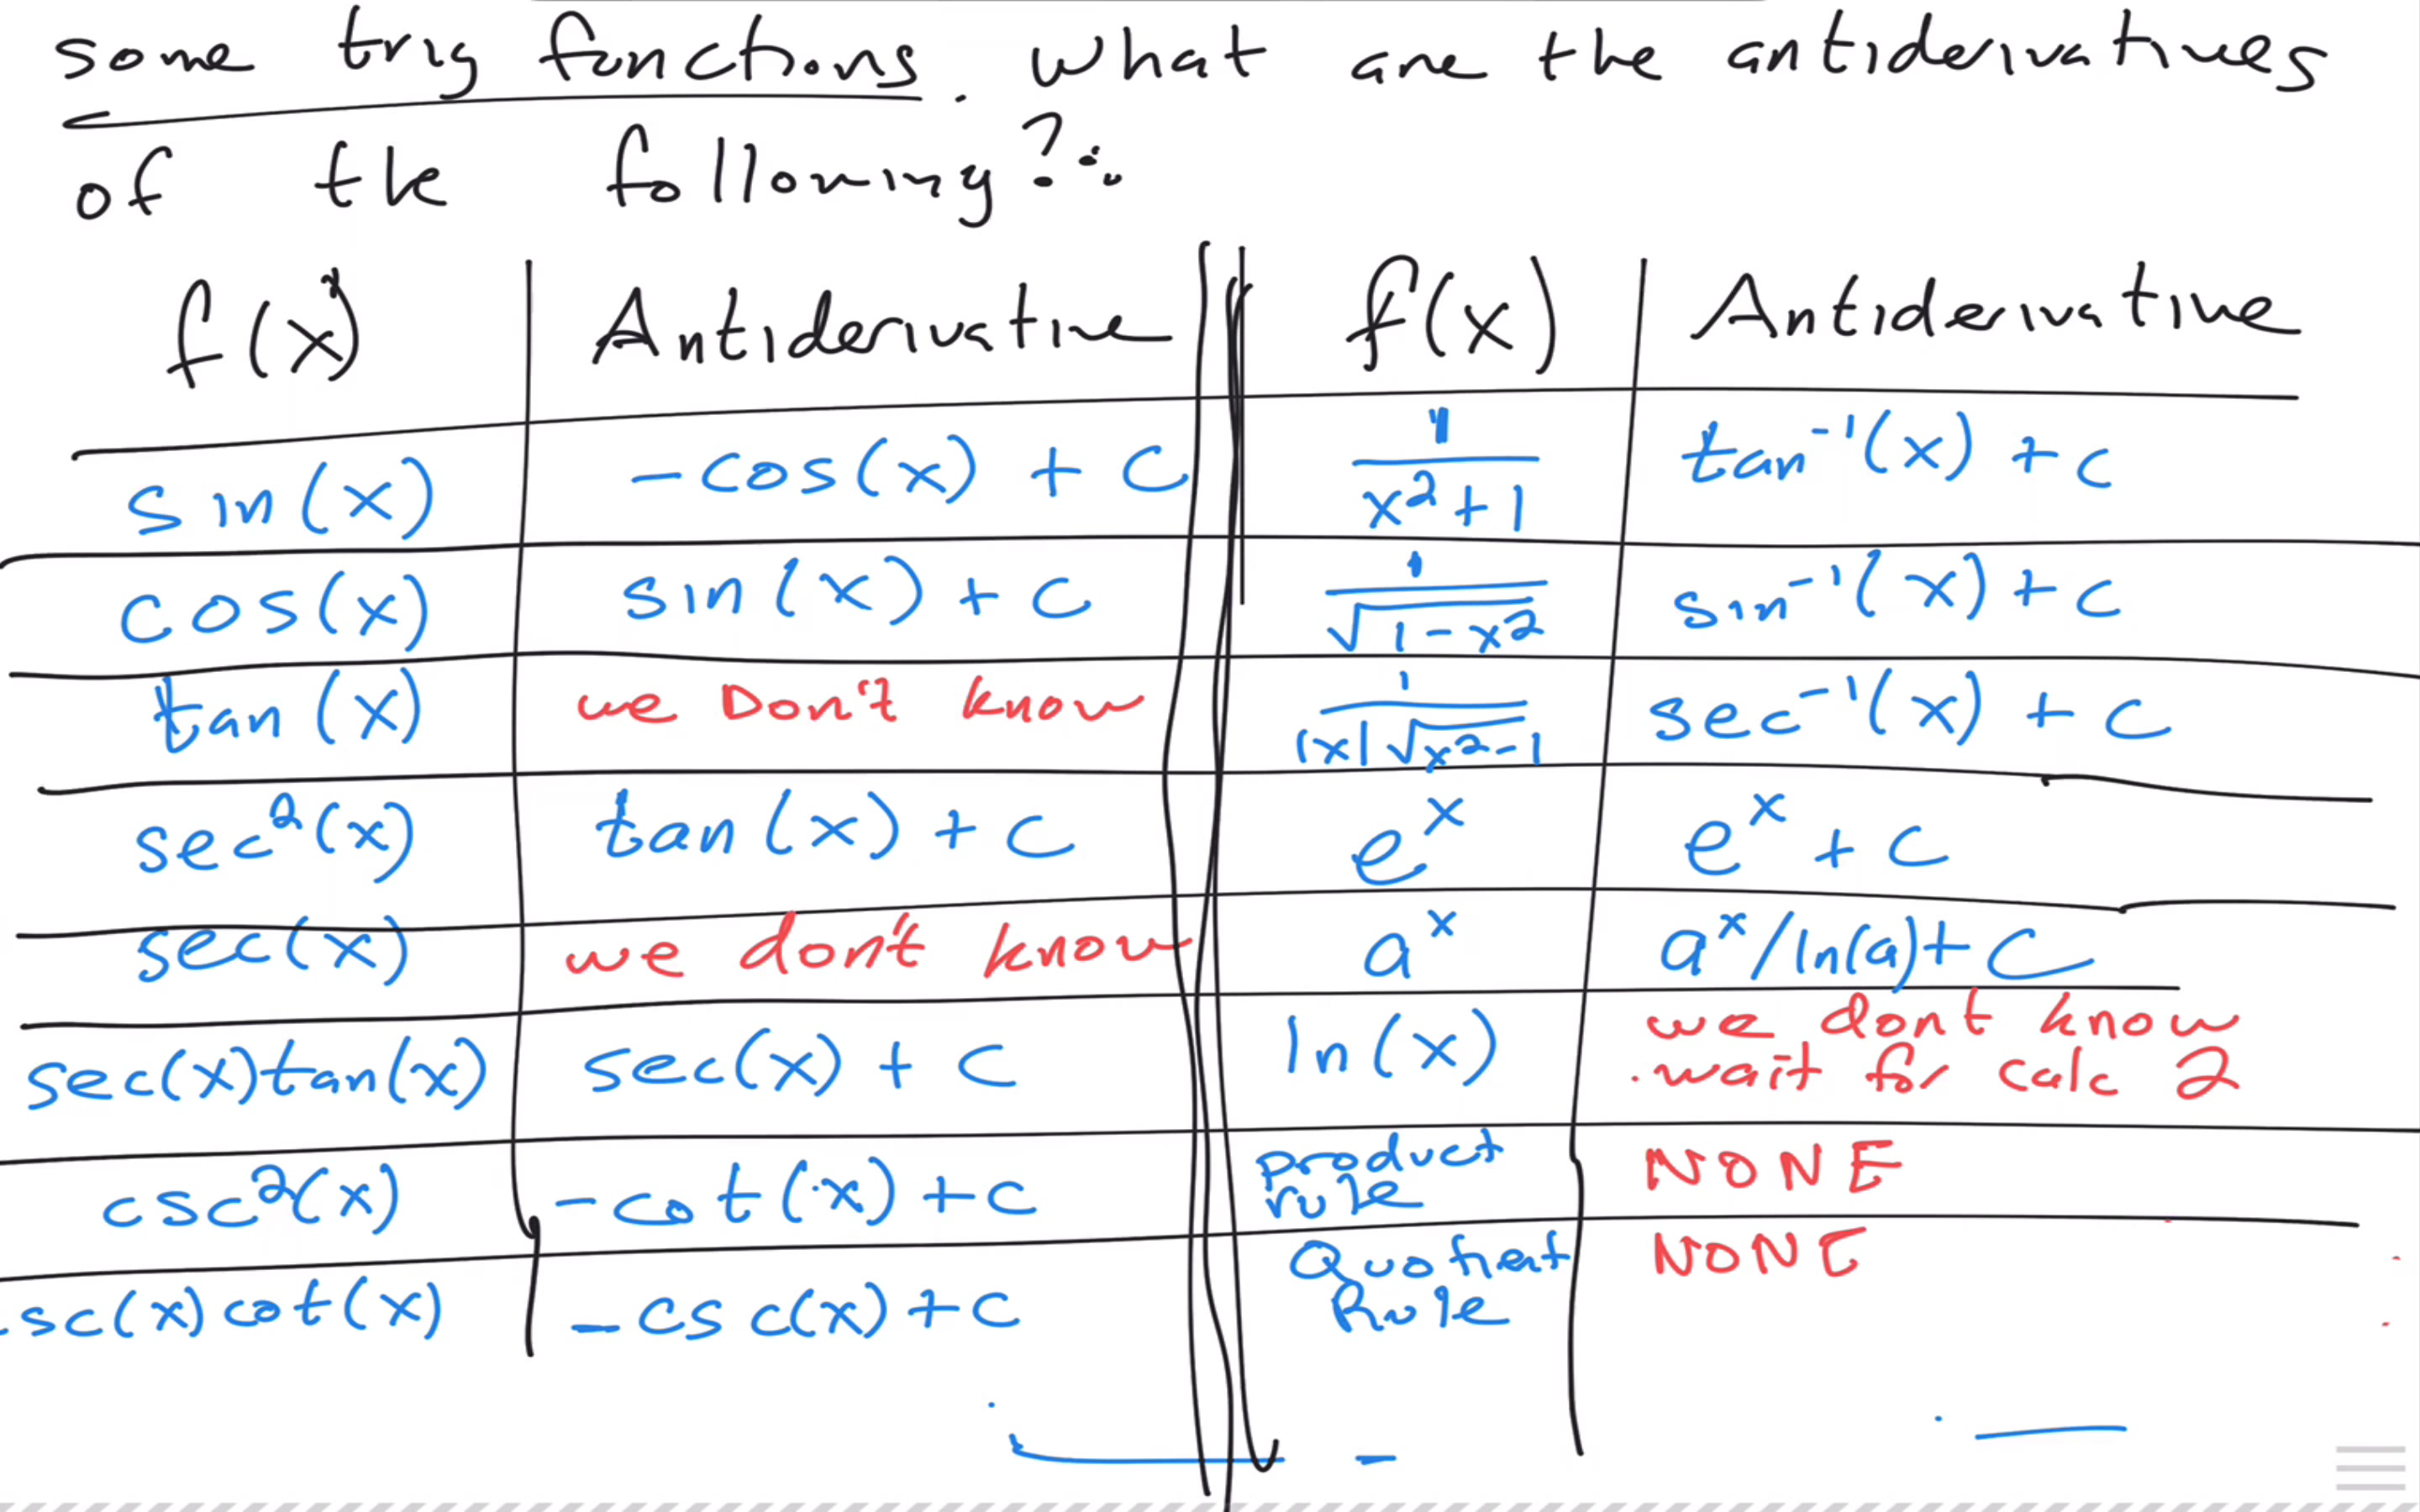 some trig functions. what are the antiderivatives
of the following?:
f(x) Antiderivative f(x) Antiderivative
sin(x) -cos(x) + C 1/(x²+1) tan⁻¹(x) + C
cos(x) sin(x) + C 1/√(1-x²) sin⁻¹(x) + C
tan(x) we Don't know 1/(|x|√(x²-1)) sec⁻¹(x) + C
sec²(x) tan(x) + C eˣ eˣ + C
sec(x) we don't know aˣ aˣ/ln(a) + C
sec(x)tan(x) sec(x) + C ln(x) we dont know
wait for calc 2
csc²(x) -cot(x) + C product rule NONE
sc(x)cot(x) -csc(x) + C Quotient Rule NONE